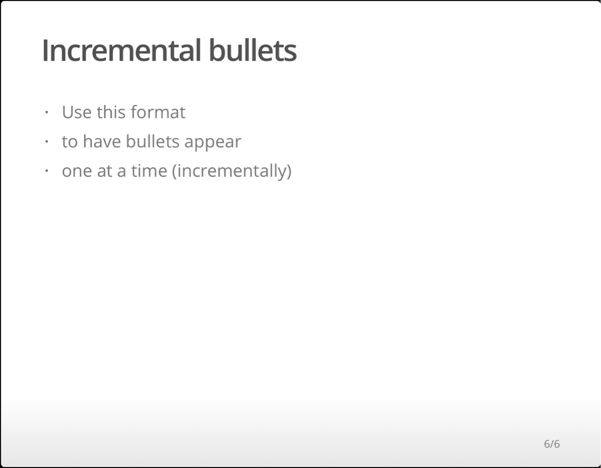 Incremental bullets
· Use this format
· to have bullets appear
· one at a time (incrementally)
6/6